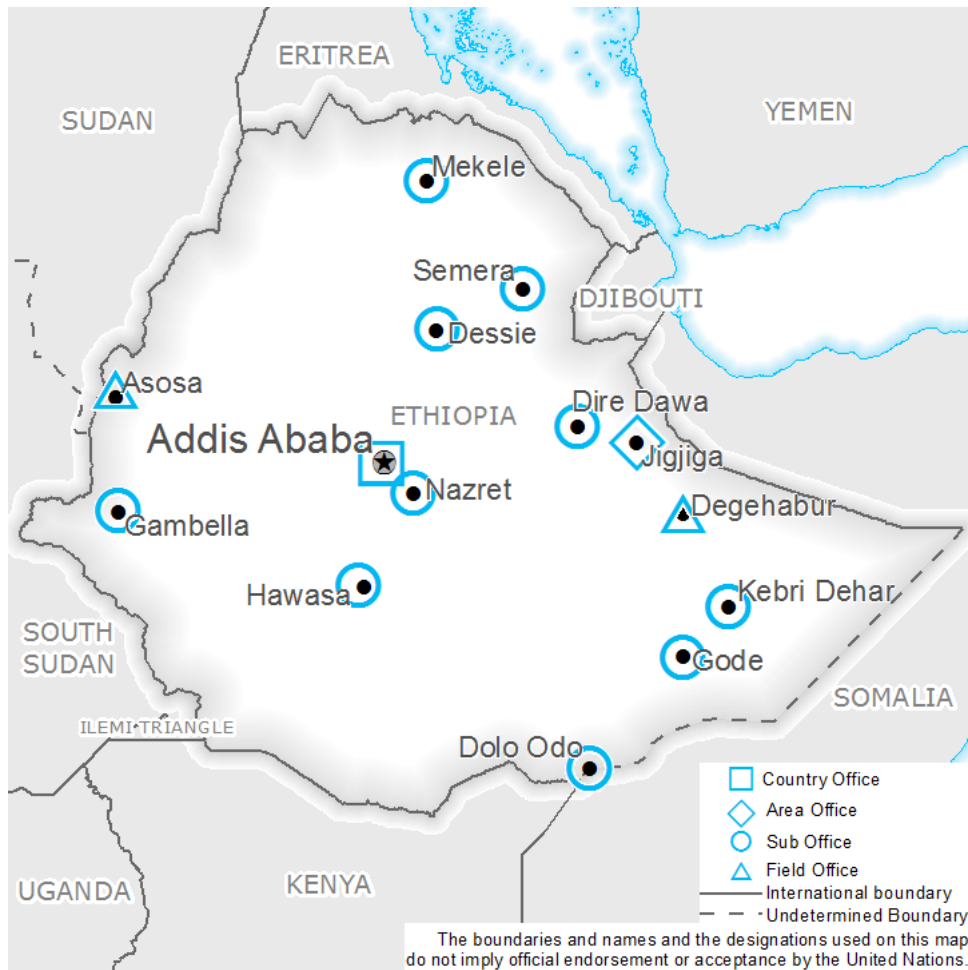 ERITREA
SUDAN
YEMEN
Mekele
Semera
DJIBOUTI
Dessie
Asosa
ETHIOPIA
Dire Dawa
Addis Ababa
Jigjiga
Nazret
Degehabur
Gambella
Hawasa
Kebri Dehar
SOUTH
SUDAN
Gode
SOMALIA
ILEMI TRIANGLE
Dolo Odo
Country Office
Area Office
Sub Office
Field Office
UGANDA
KENYA
International boundary
Undetermined Boundary
The boundaries and names and the designations used on this map
do not imply official endorsement or acceptance by the United Nations.